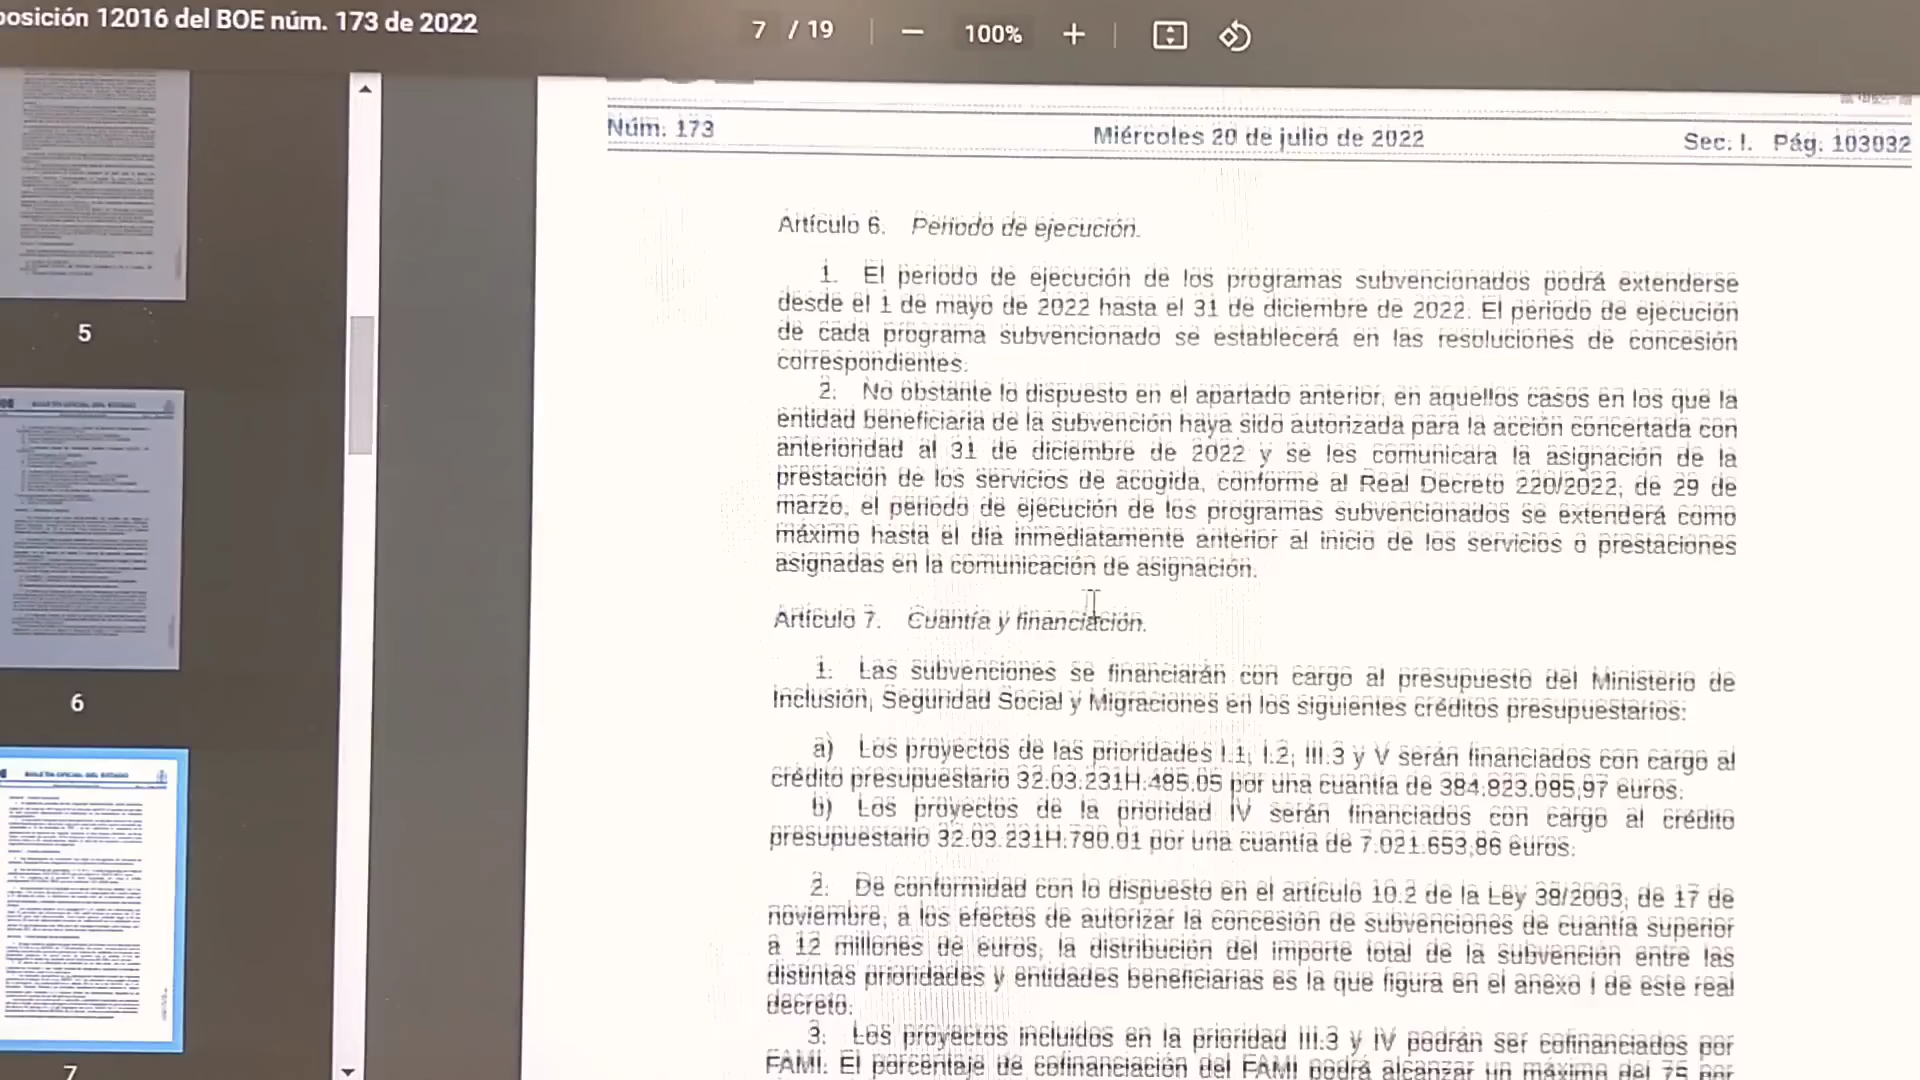 posición 12016 del BOE núm. 173 de 2022
7 / 19
100%
5
6
7
Núm. 173 Miércoles 20 de julio de 2022 Sec. I. Pág. 103032
Artículo 6. Periodo de ejecución.
1. El periodo de ejecución de los programas subvencionados podrá extenderse
desde el 1 de mayo de 2022 hasta el 31 de diciembre de 2022. El periodo de ejecución
de cada programa subvencionado se establecerá en las resoluciones de concesión
correspondientes.
2. No obstante lo dispuesto en el apartado anterior, en aquellos casos en los que la
entidad beneficiaria de la subvención haya sido autorizada para la acción concertada con
anterioridad al 31 de diciembre de 2022 y se les comunicara la asignación de la
prestación de los servicios de acogida, conforme al Real Decreto 220/2022, de 29 de
marzo, el periodo de ejecución de los programas subvencionados se extenderá como
máximo hasta el día inmediatamente anterior al inicio de los servicios o prestaciones
asignadas en la comunicación de asignación.
Artículo 7. Cuantía y financiación.
1. Las subvenciones se financiarán con cargo al presupuesto del Ministerio de
Inclusión, Seguridad Social y Migraciones en los siguientes créditos presupuestarios:
a) Los proyectos de las prioridades I.1, I.2, III.3 y V serán financiados con cargo al
crédito presupuestario 32.03.231H.485.05 por una cuantía de 384.823.095,97 euros.
b) Los proyectos de la prioridad IV serán financiados con cargo al crédito
presupuestario 32.03.231H.780.01 por una cuantía de 7.021.653,86 euros.
2. De conformidad con lo dispuesto en el artículo 10.2 de la Ley 38/2003, de 17 de
noviembre, a los efectos de autorizar la concesión de subvenciones de cuantía superior
a 12 millones de euros, la distribución del importe total de la subvención entre las
distintas prioridades y entidades beneficiarias es la que figura en el anexo I de este real
decreto.
3. Los proyectos incluidos en la prioridad III.3 y IV podrán ser cofinanciados por
FAMI. El porcentaje de cofinanciación del FAMI podrá alcanzar un máximo del 75 por